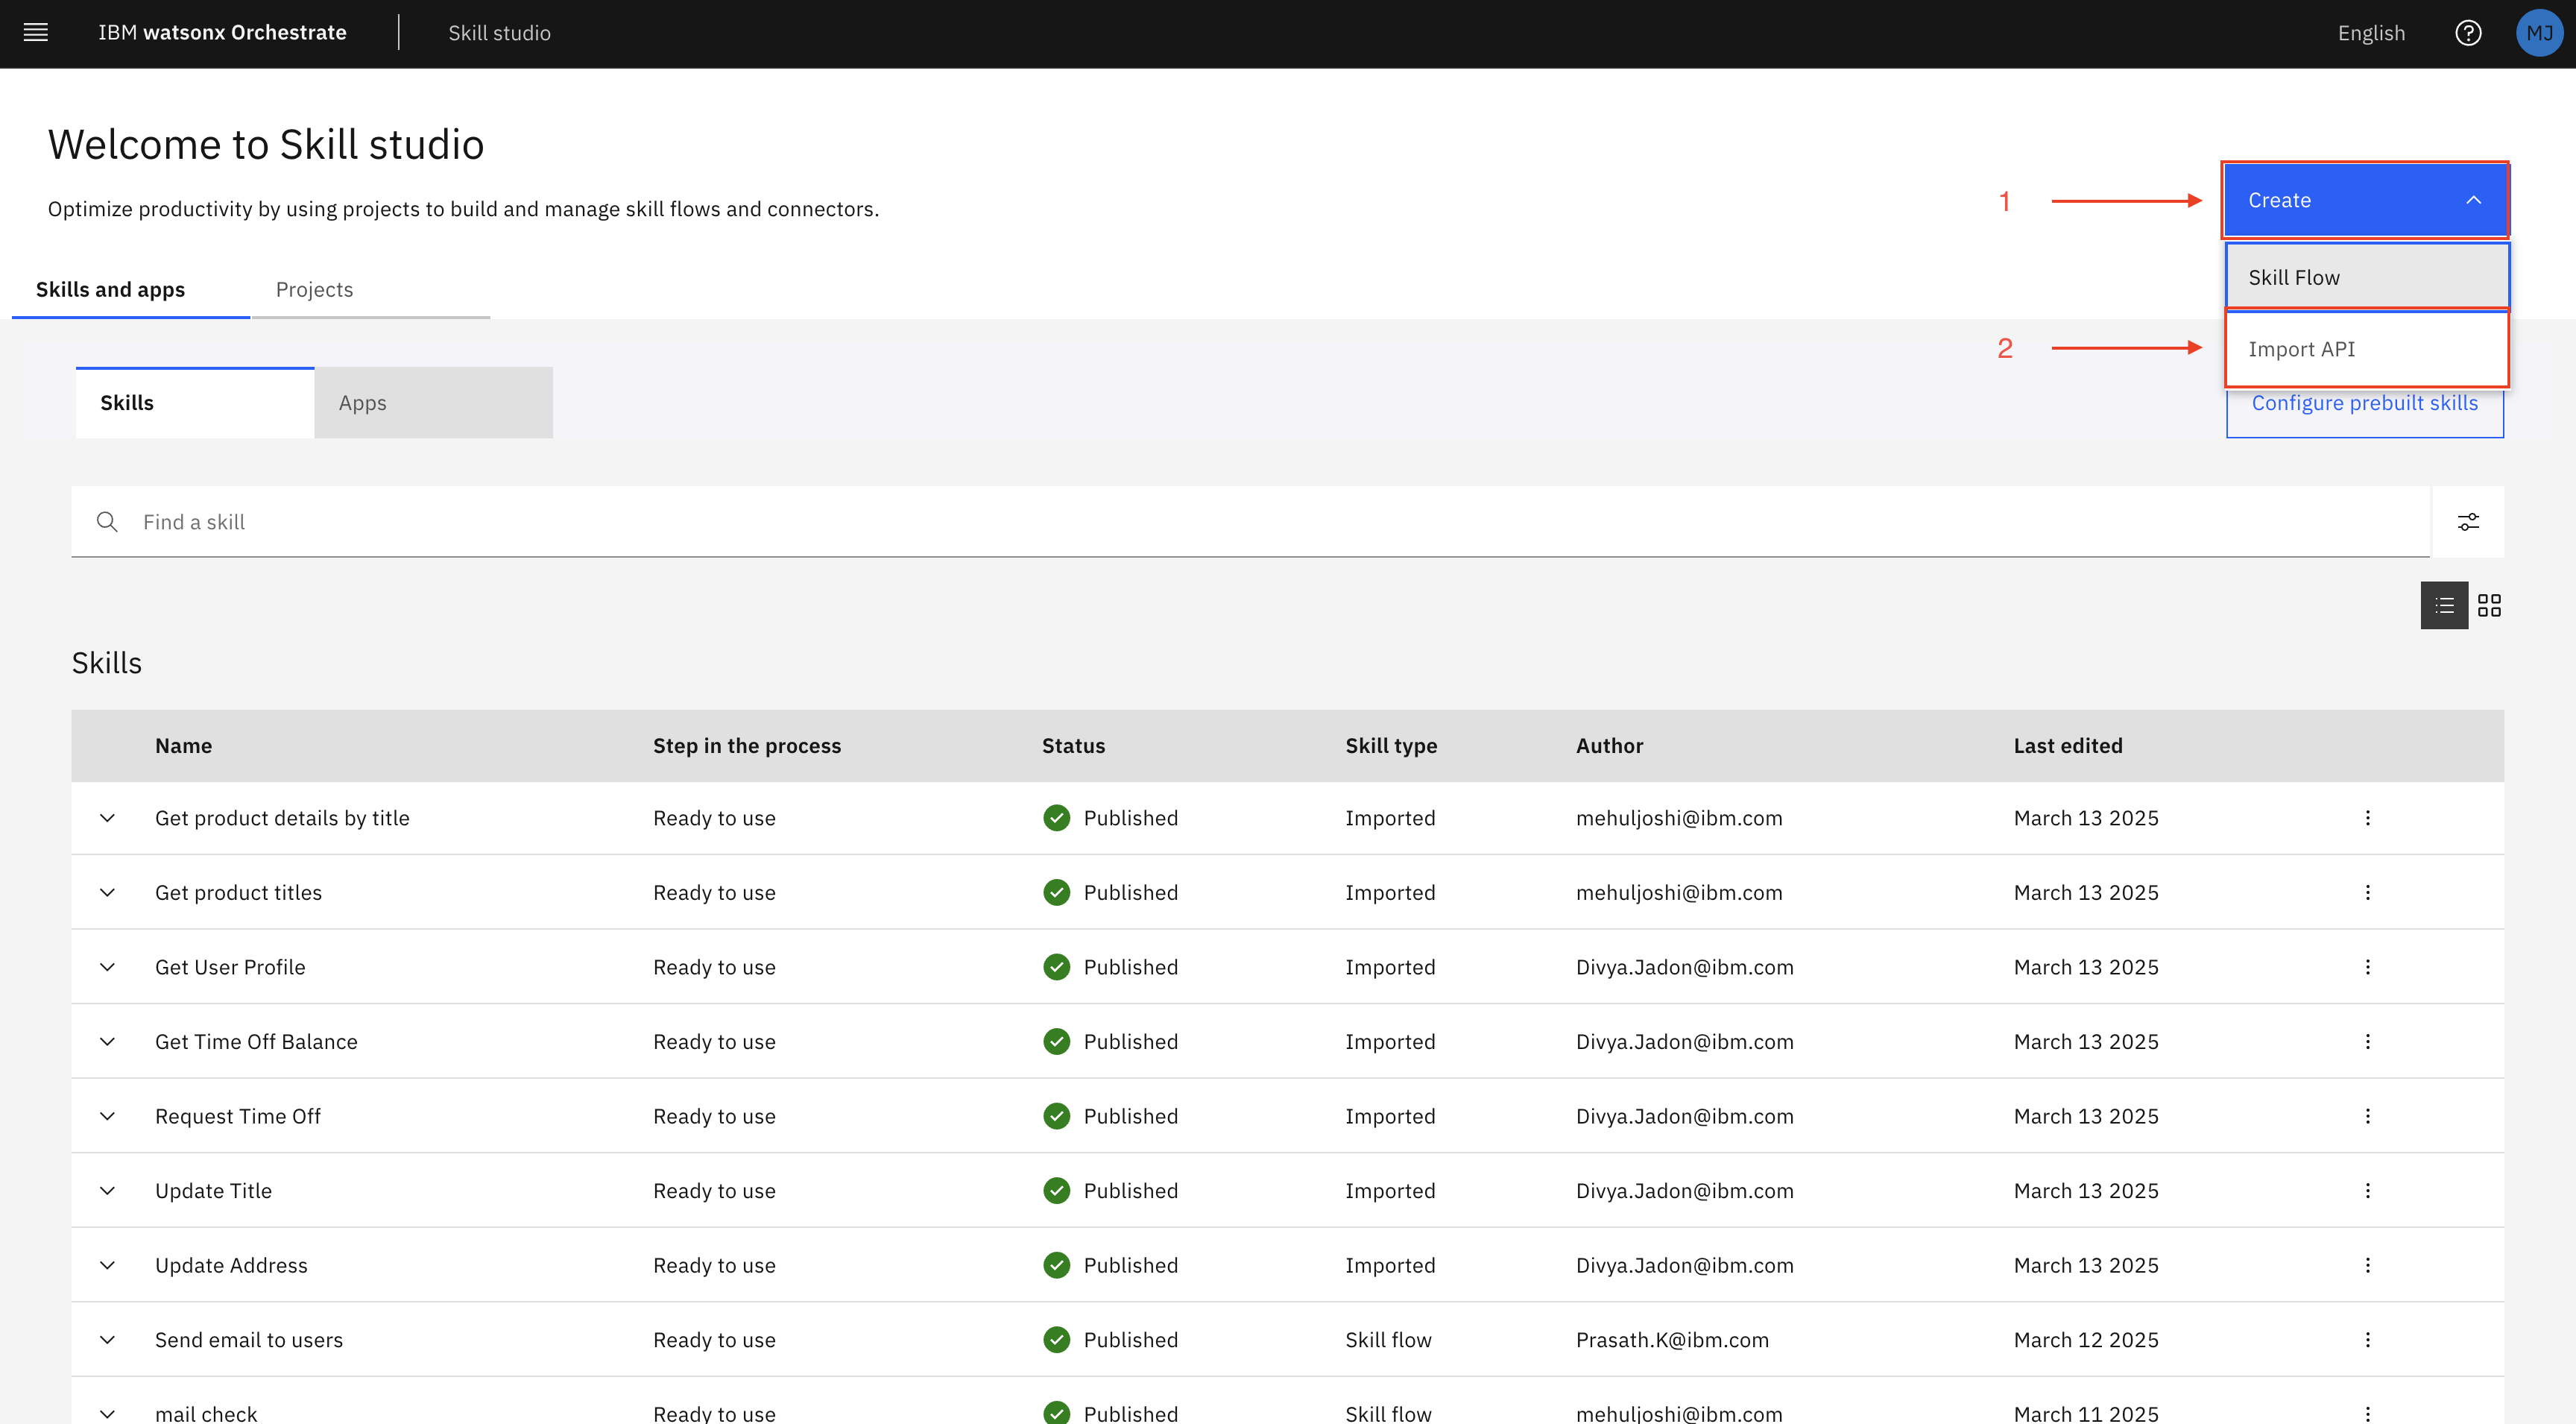 IBM watsonx Orchestrate Skill studio English MJ
Welcome to Skill studio
Optimize productivity by using projects to build and manage skill flows and connectors.
1 Create
Skills and apps Projects
Skill Flow
2 Import API
Skills Apps
Configure prebuilt skills
Find a skill
Skills
Name Step in the process Status Skill type Author Last edited
Get product details by title Ready to use Published Imported mehuljoshi@ibm.com March 13 2025
Get product titles Ready to use Published Imported mehuljoshi@ibm.com March 13 2025
Get User Profile Ready to use Published Imported Divya.Jadon@ibm.com March 13 2025
Get Time Off Balance Ready to use Published Imported Divya.Jadon@ibm.com March 13 2025
Request Time Off Ready to use Published Imported Divya.Jadon@ibm.com March 13 2025
Update Title Ready to use Published Imported Divya.Jadon@ibm.com March 13 2025
Update Address Ready to use Published Imported Divya.Jadon@ibm.com March 13 2025
Send email to users Ready to use Published Skill flow Prasath.K@ibm.com March 12 2025
mail check Ready to use Published Skill flow mehuljoshi@ibm.com March 11 2025